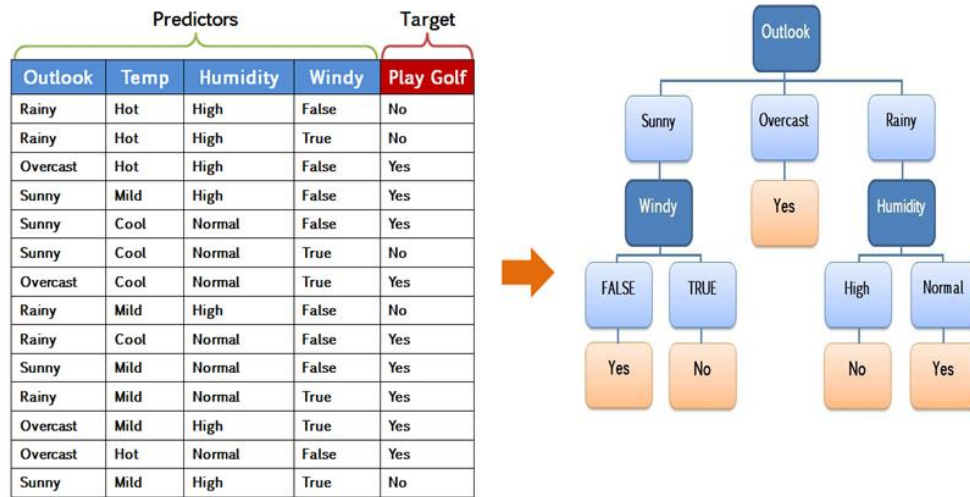 Predictors Target
Outlook Temp Humidity Windy Play Golf
Rainy Hot High False No
Rainy Hot High True No
Overcast Hot High False Yes
Sunny Mild High False Yes
Sunny Cool Normal False Yes
Sunny Cool Normal True No
Overcast Cool Normal True Yes
Rainy Mild High False No
Rainy Cool Normal False Yes
Sunny Mild Normal False Yes
Rainy Mild Normal True Yes
Overcast Mild High True Yes
Overcast Hot Normal False Yes
Sunny Mild High True No
Outlook
Sunny Overcast Rainy
Windy Yes Humidity
FALSE TRUE High Normal
Yes No No Yes